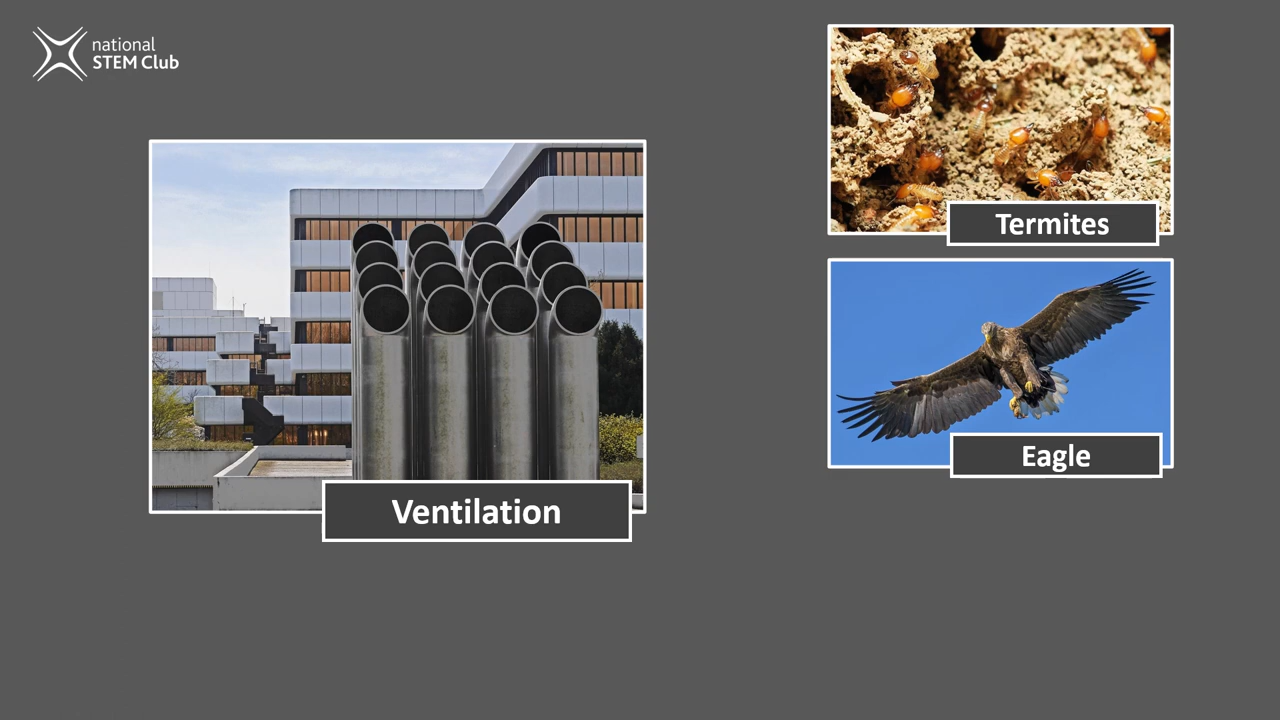 national
STEM Club
Ventilation
Termites
Eagle